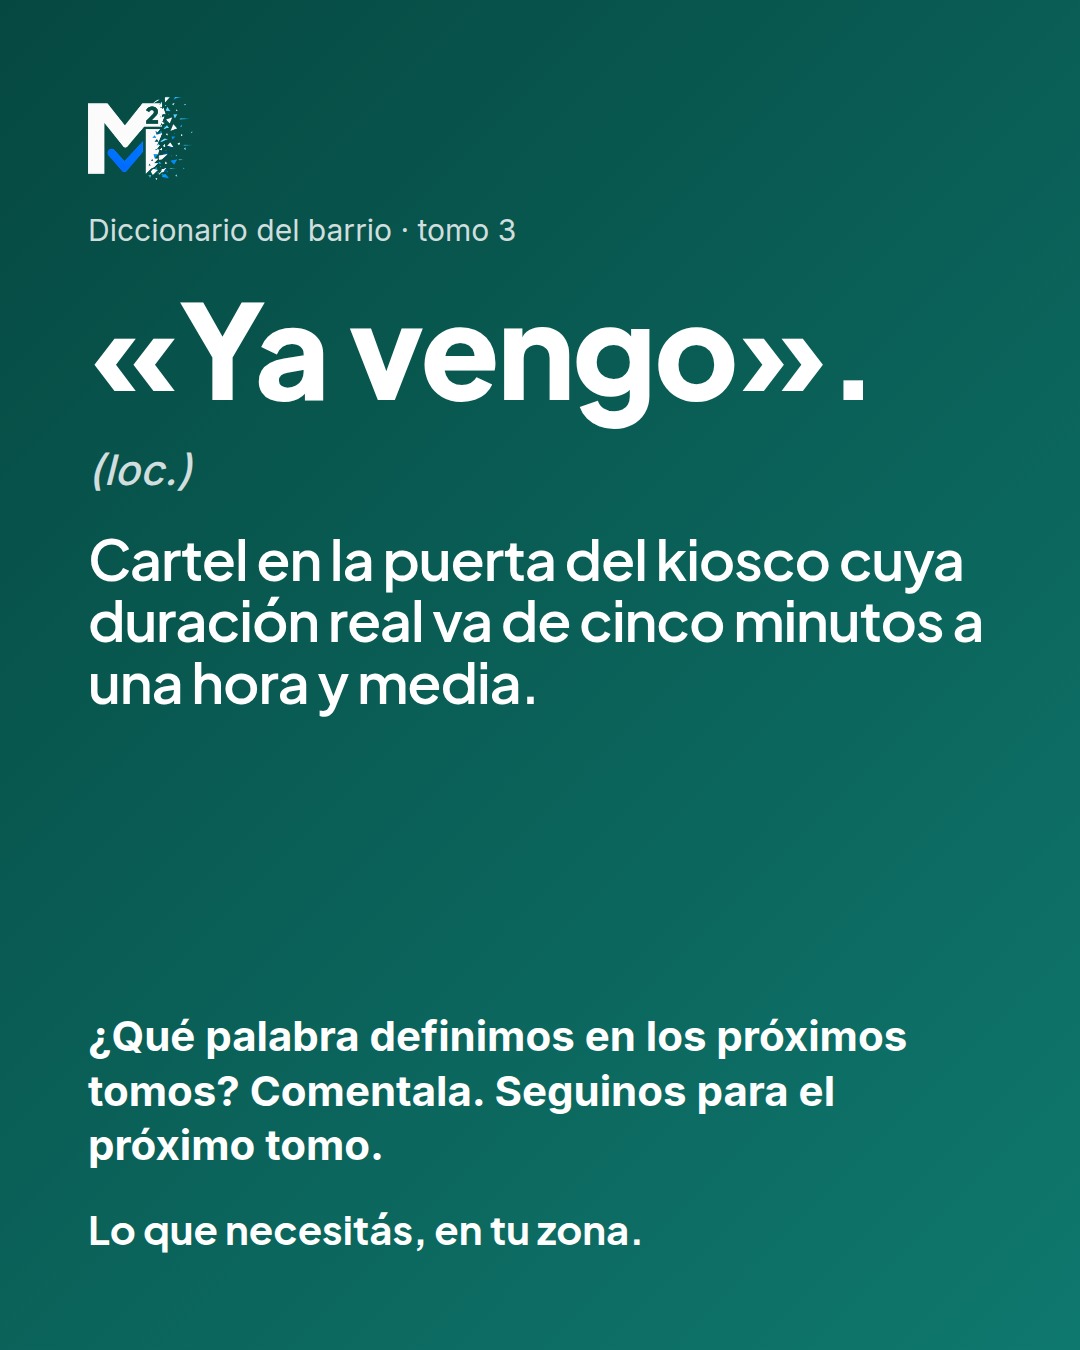 M2
Diccionario del barrio · tomo 3
«Ya vengo».
(loc.)
Cartel en la puerta del kiosco cuya
duración real va de cinco minutos a
una hora y media.
¿Qué palabra definimos en los próximos
tomos? Comentala. Seguinos para el
próximo tomo.
Lo que necesitás, en tu zona.